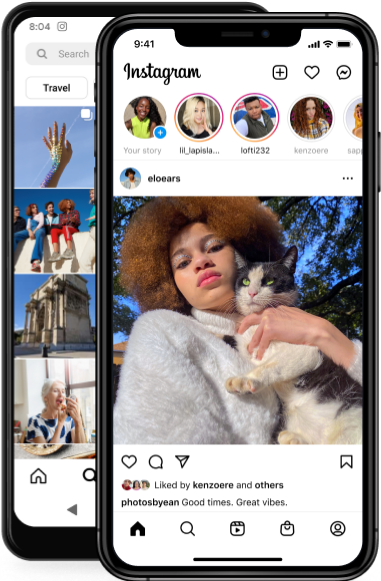 8:04
Search
Travel
9:41
Instagram
Your story
lil_lapisla...
lofti232
kenzoere
sapp
eloears
Liked by kenzoere and others
photosbyean Good times. Great vibes.